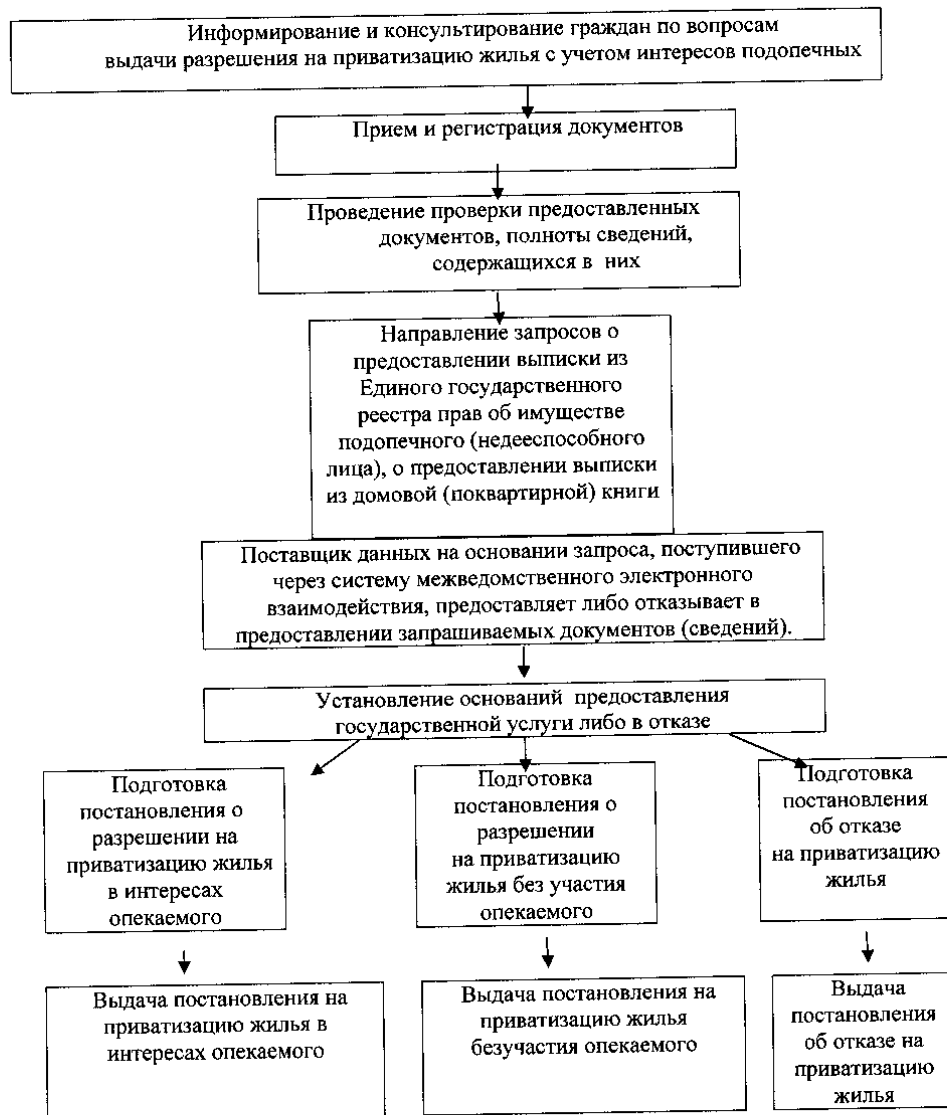 Информирование и консультирование граждан по вопросам
выдачи разрешения на приватизацию жилья с учетом интересов подопечных
Прием и регистрация документов
Проведение проверки предоставленных
документов, полноты сведений,
содержащихся в них
Направление запросов о
предоставлении выписки из
Единого государственного
реестра прав об имуществе
подопечного (недееспособного
лица), о предоставлении выписки
из домовой (поквартирной) книги
Поставщик данных на основании запроса, поступившего
через систему межведомственного электронного
взаимодействия, предоставляет либо отказывает в
предоставлении запрашиваемых документов (сведений).
Установление оснований предоставления
государственной услуги либо в отказе
Подготовка
постановления о
разрешении на
приватизацию жилья
в интересах
опекаемого
Подготовка
постановления о
разрешении
на приватизацию
жилья без участия
опекаемого
Подготовка
постановления
об отказе
на приватизацию
жилья
Выдача постановления на
приватизацию жилья в
интересах опекаемого
Выдача постановления на
приватизацию жилья
безучастия опекаемого
Выдача
постановления
об отказе на
приватизацию
жилья